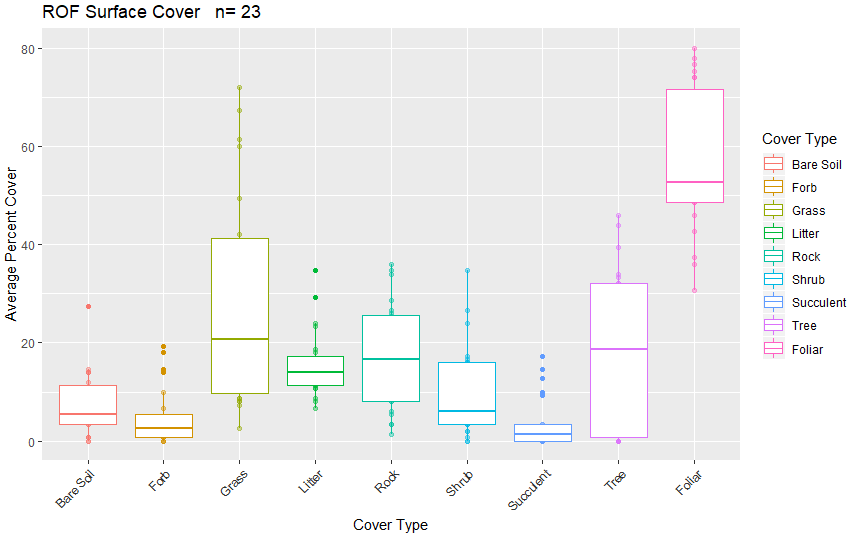 ROF Surface Cover   n= 23
Average Percent Cover
80
60
40
20
0
Bare Soil
Forb
Grass
Litter
Rock
Shrub
Succulent
Tree
Foliar
Cover Type
Cover Type
Bare Soil
Forb
Grass
Litter
Rock
Shrub
Succulent
Tree
Foliar